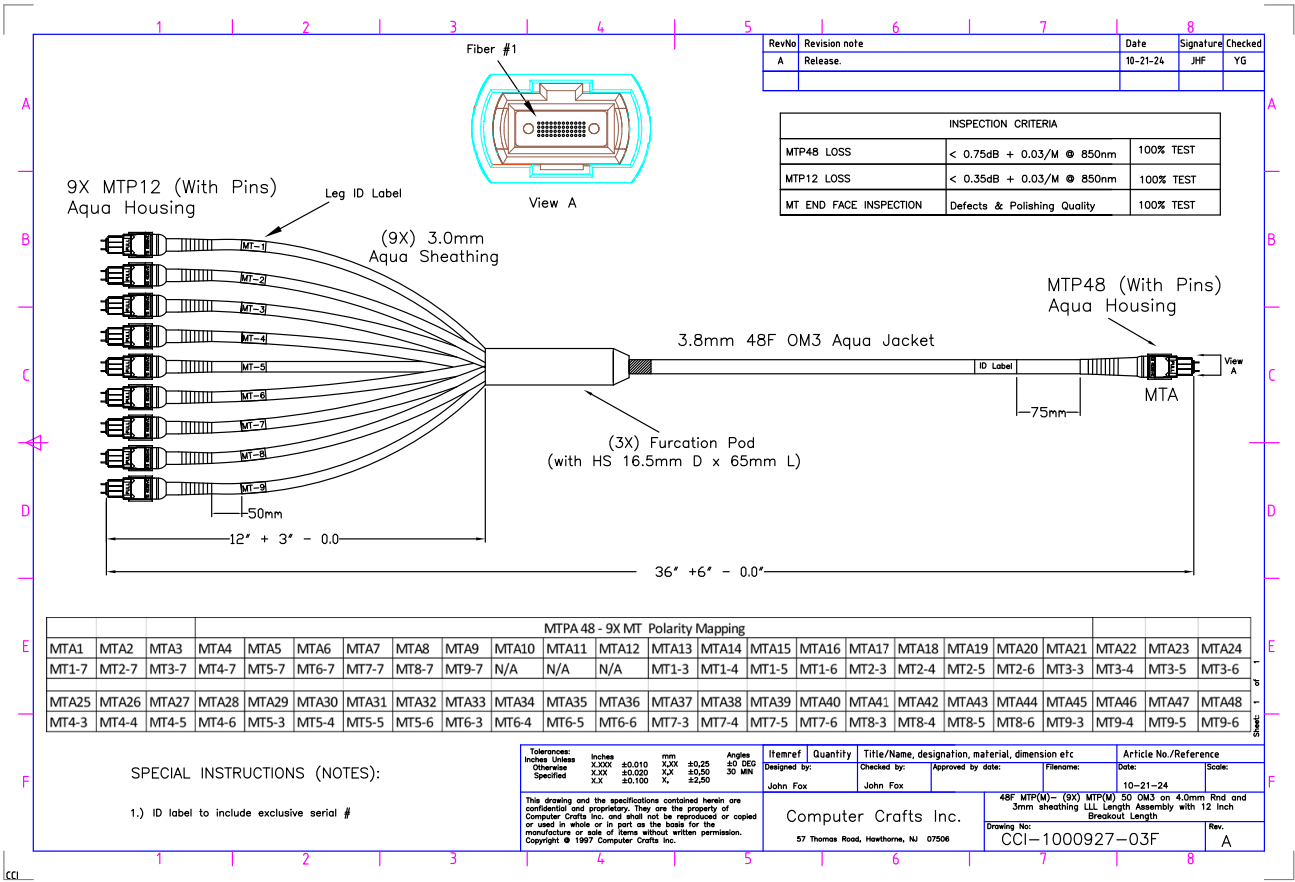 1 2 3 4 5 6 7 8
Fiber #1
RevNo Revision note Date Signature Checked
A Release. 10-21-24 JHF YG
A A
INSPECTION CRITERIA
MTP48 LOSS < 0.75dB + 0.03/M @ 850nm 100% TEST
MTP12 LOSS < 0.35dB + 0.03/M @ 850nm 100% TEST
MT END FACE INSPECTION Defects & Polishing Quality 100% TEST
View A
9X MTP12 (With Pins)
Aqua Housing
Leg ID Label
B B
(9X) 3.0mm
Aqua Sheathing
MT-1
MT-2
MT-3
MT-4
MT-5
MT-6
MT-7
MT-8
MT-9
MTP48 (With Pins)
Aqua Housing
3.8mm 48F OM3 Aqua Jacket
ID Label
View
A
C C
MTA
75mm
(3X) Furcation Pod
(with HS 16.5mm D x 65mm L)
D D
50mm
12" + 3" - 0.0
36" +6" - 0.0"
MTPA 48 - 9X MT Polarity Mapping
E E
MTA1 MTA2 MTA3 MTA4 MTA5 MTA6 MTA7 MTA8 MTA9 MTA10 MTA11 MTA12 MTA13 MTA14 MTA15 MTA16 MTA17 MTA18 MTA19 MTA20 MTA21 MTA22 MTA23 MTA24
MT1-7 MT2-7 MT3-7 MT4-7 MT5-7 MT6-7 MT7-7 MT8-7 MT9-7 N/A N/A N/A MT1-3 MT1-4 MT1-5 MT1-6 MT2-3 MT2-4 MT2-5 MT2-6 MT3-3 MT3-4 MT3-5 MT3-6
MTA25 MTA26 MTA27 MTA28 MTA29 MTA30 MTA31 MTA32 MTA33 MTA34 MTA35 MTA36 MTA37 MTA38 MTA39 MTA40 MTA41 MTA42 MTA43 MTA44 MTA45 MTA46 MTA47 MTA48
MT4-3 MT4-4 MT4-5 MT4-6 MT5-3 MT5-4 MT5-5 MT5-6 MT6-3 MT6-4 MT6-5 MT6-6 MT7-3 MT7-4 MT7-5 MT7-6 MT8-3 MT8-4 MT8-5 MT8-6 MT9-3 MT9-4 MT9-5 MT9-6
Sheet: 1 of 1
F F
SPECIAL INSTRUCTIONS (NOTES):
1.) ID label to include exclusive serial #
Tolerances:
Inches Unless
Otherwise
Specified
Inches mm Angles
X.XXX ±0.010 X,XX ±0,25 ±0 DEG
X.XX ±0.020 X,X ±0,50 30 MIN
X.X ±0.100 X, ±2,50
This drawing and the specifications contained herein are
confidential and proprietary. They are the property of
Computer Crafts Inc. and shall not be reproduced or copied
or used in whole or in part as the basis for the
manufacture or sale of items without written permission.
Copyright @ 1997 Computer Crafts Inc.
Itemref Quantity Title/Name, designation, material, dimension etc Article No./Reference
Designed by: Checked by: Approved by date: Filename: Date: Scale:
John Fox John Fox 10-21-24
Computer Crafts Inc.
57 Thomas Road, Hawthorne, NJ 07506
48F MTP(M)- (9X) MTP(M) 50 OM3 on 4.0mm Rnd and
3mm sheathing LLL Length Assembly with 12 Inch
Breakout Length
Drawing No: Rev.
CCI-1000927-03F A
1 2 3 4 5 6 7 8
CCI